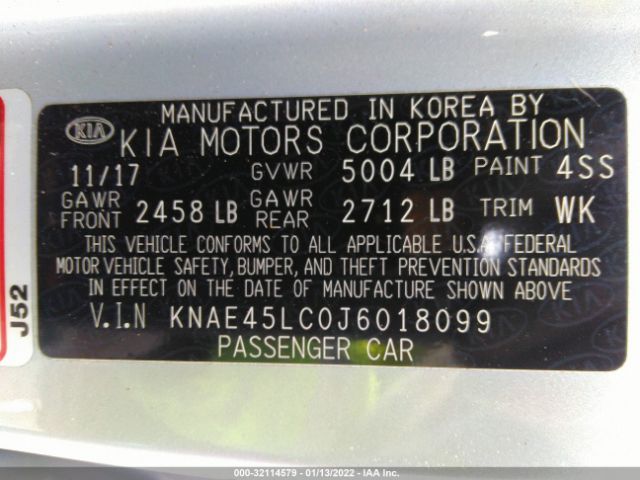 MANUFACTURED IN KOREA BY
KIA KIA MOTORS CORPORATION
11/17 GVWR 5004 LB PAINT 4SS
GAWR FRONT 2458 LB GAWR REAR 2712 LB TRIM WK
THIS VEHICLE CONFORMS TO ALL APPLICABLE U.S.A. FEDERAL
MOTOR VEHICLE SAFETY, BUMPER, AND THEFT PREVENTION STANDARDS
IN EFFECT ON THE DATE OF MANUFACTURE SHOWN ABOVE
V.I.N KNAE45LC0J6018099
PASSENGER CAR
J52
000-32114579 - 01/13/2022 - IAA Inc.